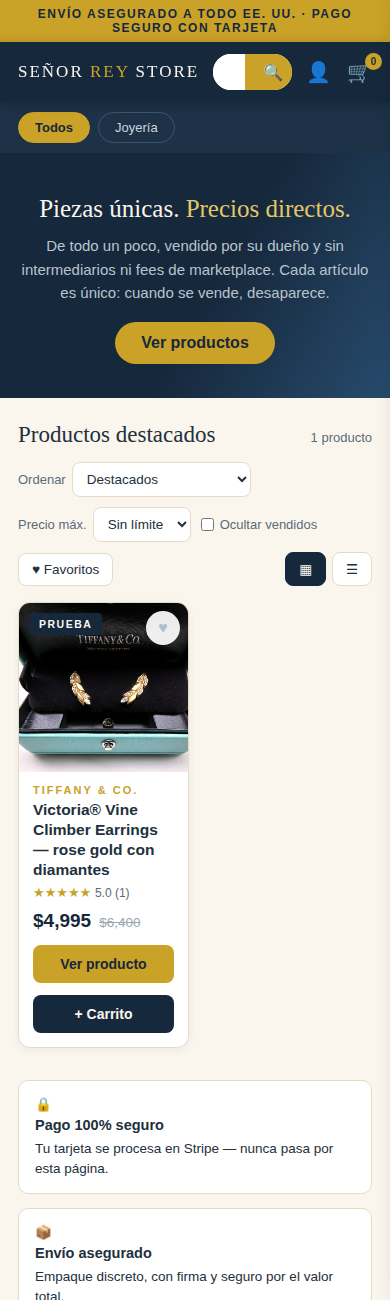 ENVÍO ASEGURADO A TODO EE. UU. · PAGO
SEGURO CON TARJETA
SEÑOR REY STORE
0
Todos
Joyería
Piezas únicas. Precios directos.
De todo un poco, vendido por su dueño y sin
intermediarios ni fees de marketplace. Cada artículo
es único: cuando se vende, desaparece.
Ver productos
Productos destacados
1 producto
Ordenar
Destacados
Precio máx.
Sin límite
Ocultar vendidos
♥ Favoritos
PRUEBA
TIFFANY & CO.
TIFFANY & CO.
Victoria® Vine
Climber Earrings
— rose gold con
diamantes
★★★★★ 5.0 (1)
$4,995 $6,400
Ver producto
+ Carrito
Pago 100% seguro
Tu tarjeta se procesa en Stripe — nunca pasa por
esta página.
Envío asegurado
Empaque discreto, con firma y seguro por el valor
total.